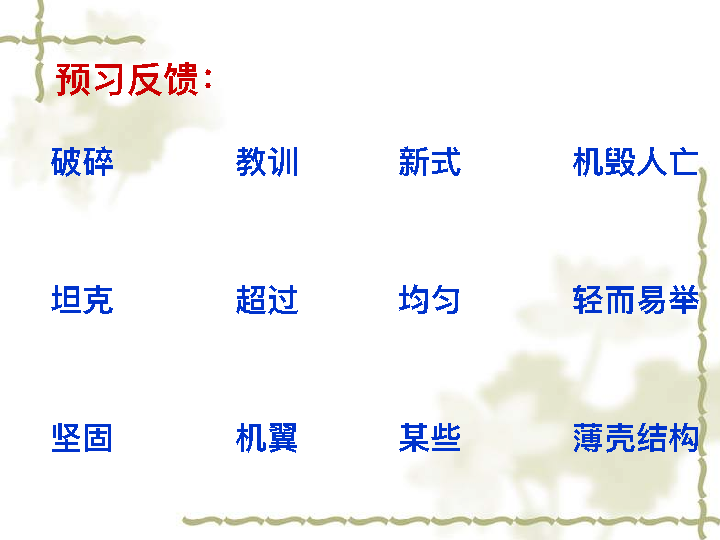 预习反馈：
破碎 教训 新式 机毁人亡
坦克 超过 均匀 轻而易举
坚固 机翼 某些 薄壳结构